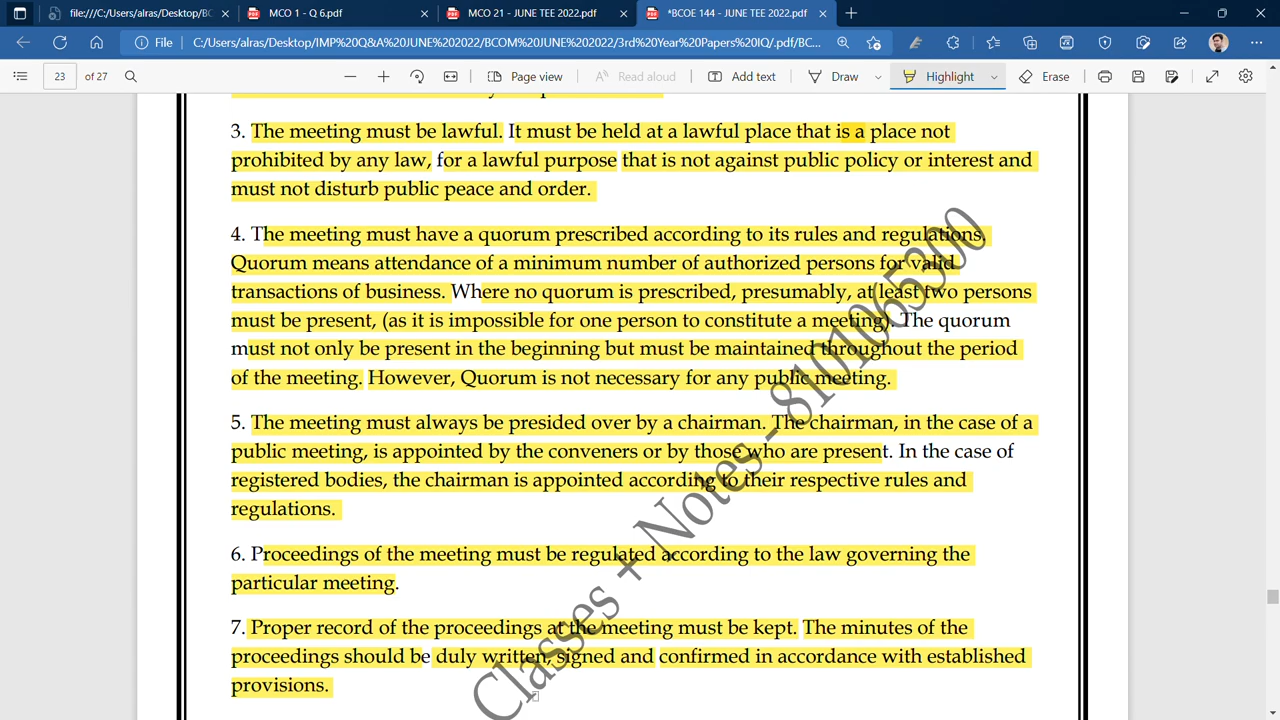 file:///C:/Users/alras/Desktop/BC
MCO 1 - Q 6.pdf
MCO 21 - JUNE TEE 2022.pdf
*BCOE 144 - JUNE TEE 2022.pdf
File
C:/Users/alras/Desktop/IMP%20Q&A%20JUNE%202022/BCOM%20JUNE%202022/3rd%20Year%20Papers%20IQ/.pdf/BC...
23 of 27
Page view
Read aloud
Add text
Draw
Highlight
Erase
3. The meeting must be lawful. It must be held at a lawful place that is a place not
prohibited by any law, for a lawful purpose that is not against public policy or interest and
must not disturb public peace and order.
4. The meeting must have a quorum prescribed according to its rules and regulations.
Quorum means attendance of a minimum number of authorized persons for valid
transactions of business. Where no quorum is prescribed, presumably, at least two persons
must be present, (as it is impossible for one person to constitute a meeting). The quorum
must not only be present in the beginning but must be maintained throughout the period
of the meeting. However, Quorum is not necessary for any public meeting.
5. The meeting must always be presided over by a chairman. The chairman, in the case of a
public meeting, is appointed by the conveners or by those who are present. In the case of
registered bodies, the chairman is appointed according to their respective rules and
regulations.
6. Proceedings of the meeting must be regulated according to the law governing the
particular meeting.
7. Proper record of the proceedings at the meeting must be kept. The minutes of the
proceedings should be duly written, signed and confirmed in accordance with established
provisions.
Classes + Notes - 8101065300